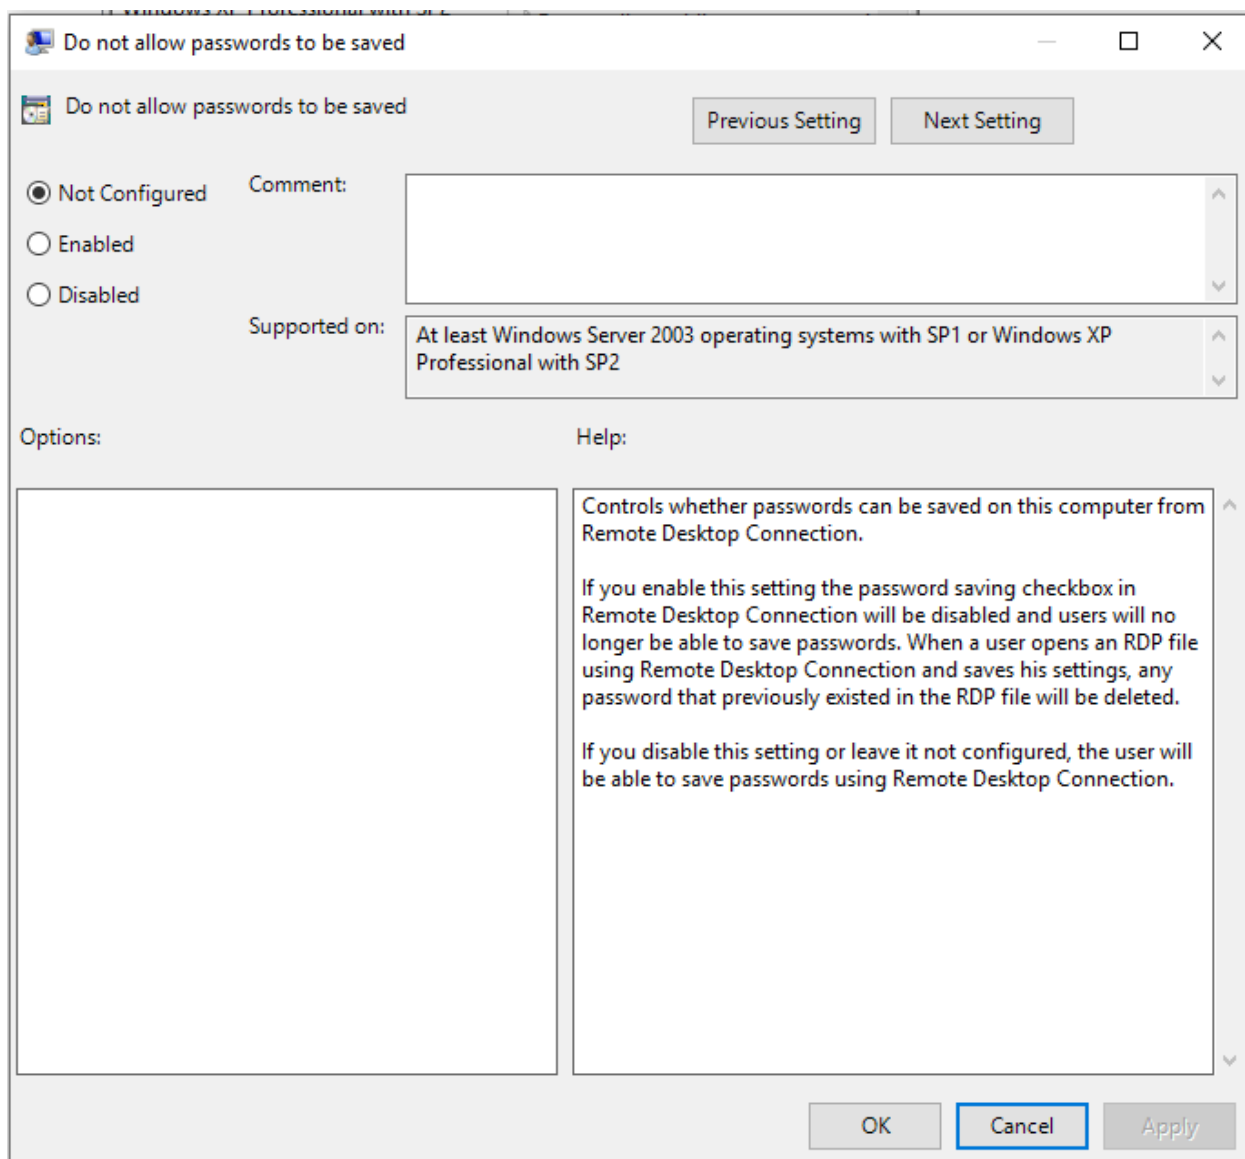 Windows XP Professional with SP2
Do not allow passwords to be saved
Do not allow passwords to be saved
Previous Setting
Next Setting
Not Configured
Comment:
Enabled
Disabled
Supported on:
At least Windows Server 2003 operating systems with SP1 or Windows XP
Professional with SP2
Options:
Help:
Controls whether passwords can be saved on this computer from
Remote Desktop Connection.
If you enable this setting the password saving checkbox in
Remote Desktop Connection will be disabled and users will no
longer be able to save passwords. When a user opens an RDP file
using Remote Desktop Connection and saves his settings, any
password that previously existed in the RDP file will be deleted.
If you disable this setting or leave it not configured, the user will
be able to save passwords using Remote Desktop Connection.
OK
Cancel
Apply